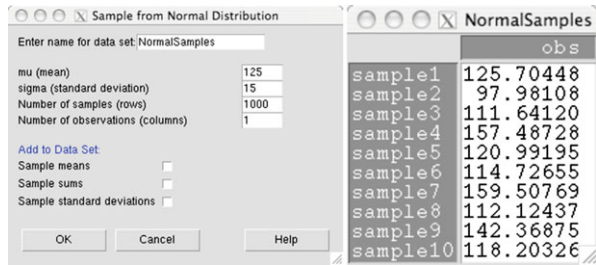 X Sample from Normal Distribution
Enter name for data set: NormalSamples
mu (mean) 125
sigma (standard deviation) 15
Number of samples (rows) 1000
Number of observations (columns) 1
Add to Data Set:
Sample means
Sample sums
Sample standard deviations
OK Cancel Help
X NormalSamples
obs
sample1 125.70448
sample2 97.98108
sample3 111.64120
sample4 157.48728
sample5 120.99195
sample6 114.72655
sample7 159.50769
sample8 112.12437
sample9 142.36875
sample10 118.20326